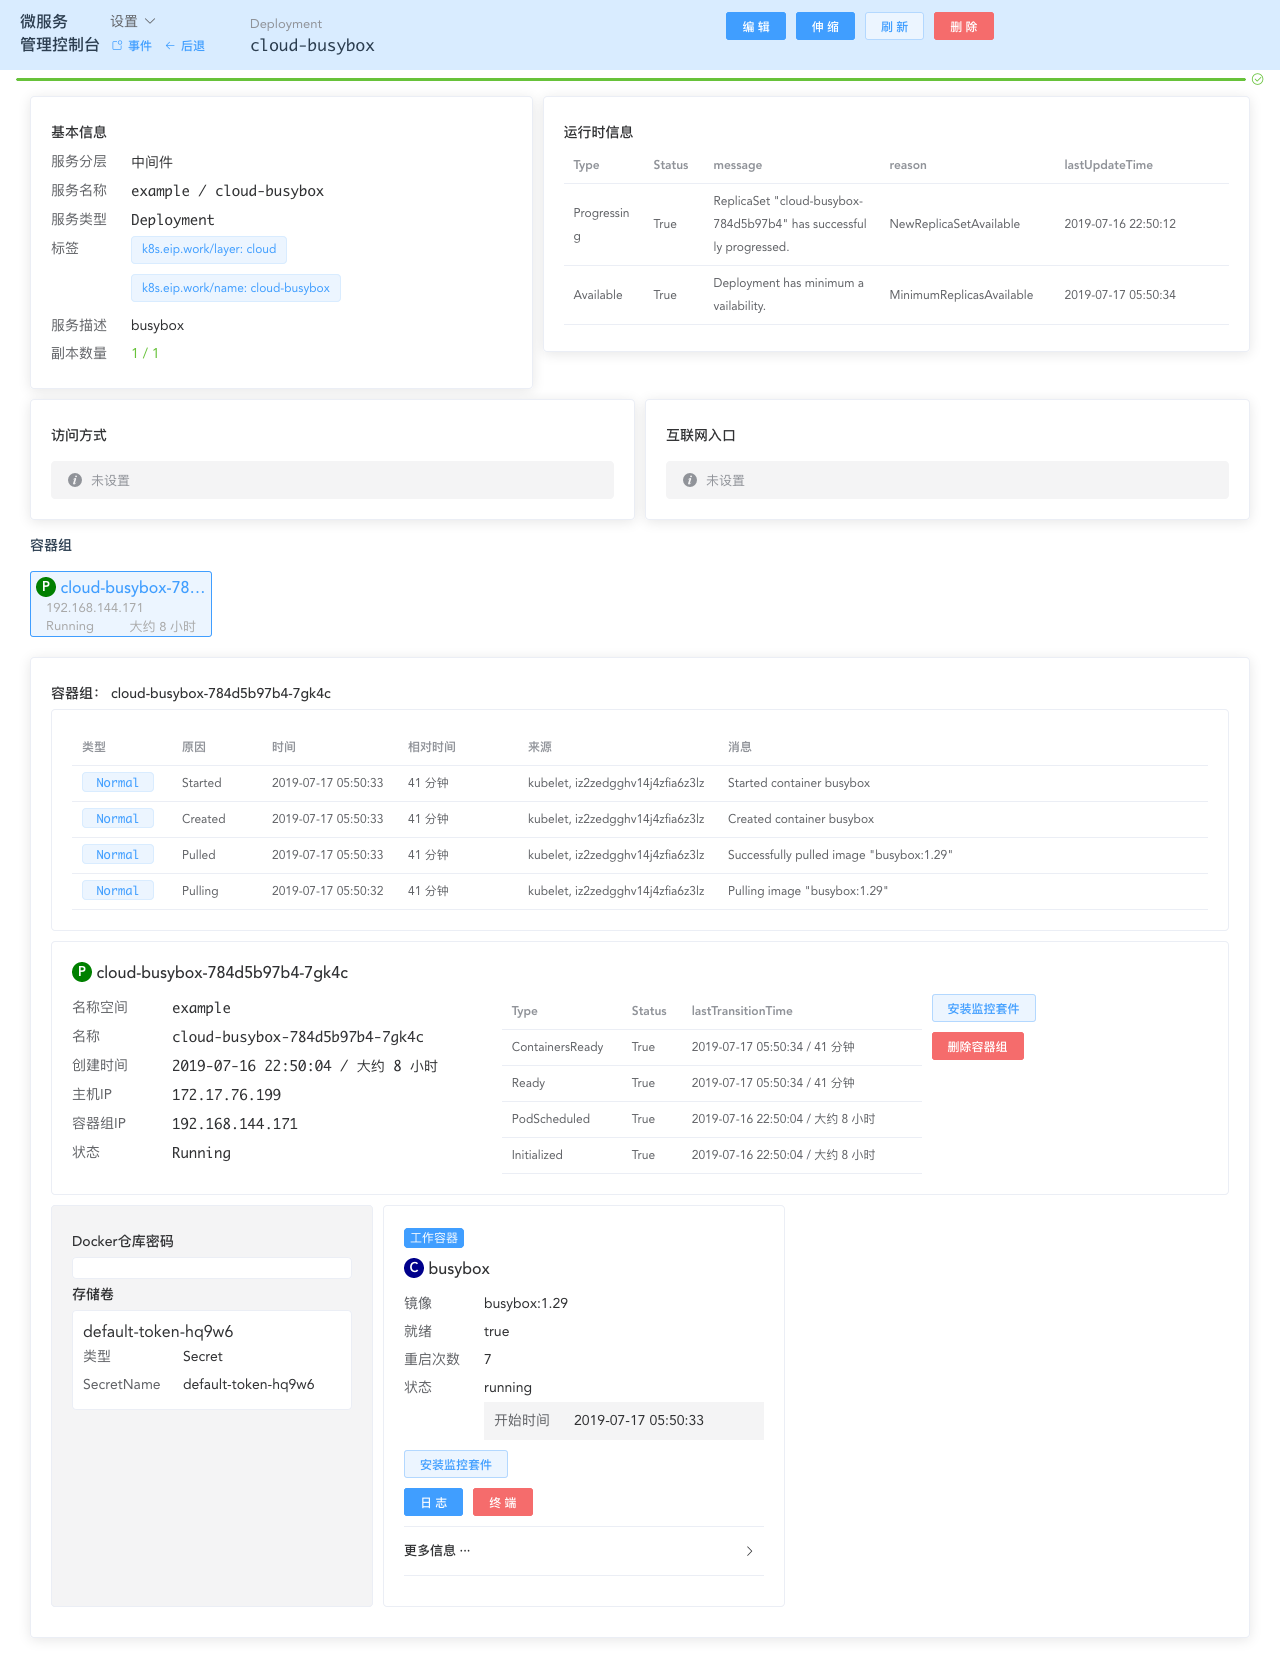 微服务
管理控制台
设置
事件 后退
Deployment
cloud-busybox
编 辑 伸 缩 刷 新 删 除
基本信息
服务分层 中间件
服务名称 example / cloud-busybox
服务类型 Deployment
标签 k8s.eip.work/layer: cloud
k8s.eip.work/name: cloud-busybox
服务描述 busybox
副本数量 1 / 1
运行时信息
Type Status message reason lastUpdateTime
Progressin
g
True
ReplicaSet "cloud-busybox-
784d5b97b4" has successful
ly progressed.
NewReplicaSetAvailable 2019-07-16 22:50:12
Available True
Deployment has minimum a
vailability.
MinimumReplicasAvailable 2019-07-17 05:50:34
访问方式
未设置
互联网入口
未设置
容器组
P cloud-busybox-78...
192.168.144.171
Running 大约 8 小时
容器组： cloud-busybox-784d5b97b4-7gk4c
类型 原因 时间 相对时间 来源 消息
Normal Started 2019-07-17 05:50:33 41 分钟 kubelet, iz2zedgghv14j4zfia6z3lz Started container busybox
Normal Created 2019-07-17 05:50:33 41 分钟 kubelet, iz2zedgghv14j4zfia6z3lz Created container busybox
Normal Pulled 2019-07-17 05:50:33 41 分钟 kubelet, iz2zedgghv14j4zfia6z3lz Successfully pulled image "busybox:1.29"
Normal Pulling 2019-07-17 05:50:32 41 分钟 kubelet, iz2zedgghv14j4zfia6z3lz Pulling image "busybox:1.29"
P cloud-busybox-784d5b97b4-7gk4c
名称空间 example
名称 cloud-busybox-784d5b97b4-7gk4c
创建时间 2019-07-16 22:50:04 / 大约 8 小时
主机IP 172.17.76.199
容器组IP 192.168.144.171
状态 Running
Type Status lastTransitionTime
ContainersReady True 2019-07-17 05:50:34 / 41 分钟
Ready True 2019-07-17 05:50:34 / 41 分钟
PodScheduled True 2019-07-16 22:50:04 / 大约 8 小时
Initialized True 2019-07-16 22:50:04 / 大约 8 小时
安装监控套件
删除容器组
Docker仓库密码
存储卷
default-token-hq9w6
类型 Secret
SecretName default-token-hq9w6
工作容器
C busybox
镜像 busybox:1.29
就绪 true
重启次数 7
状态 running
开始时间 2019-07-17 05:50:33
安装监控套件
日 志 终 端
更多信息 ···